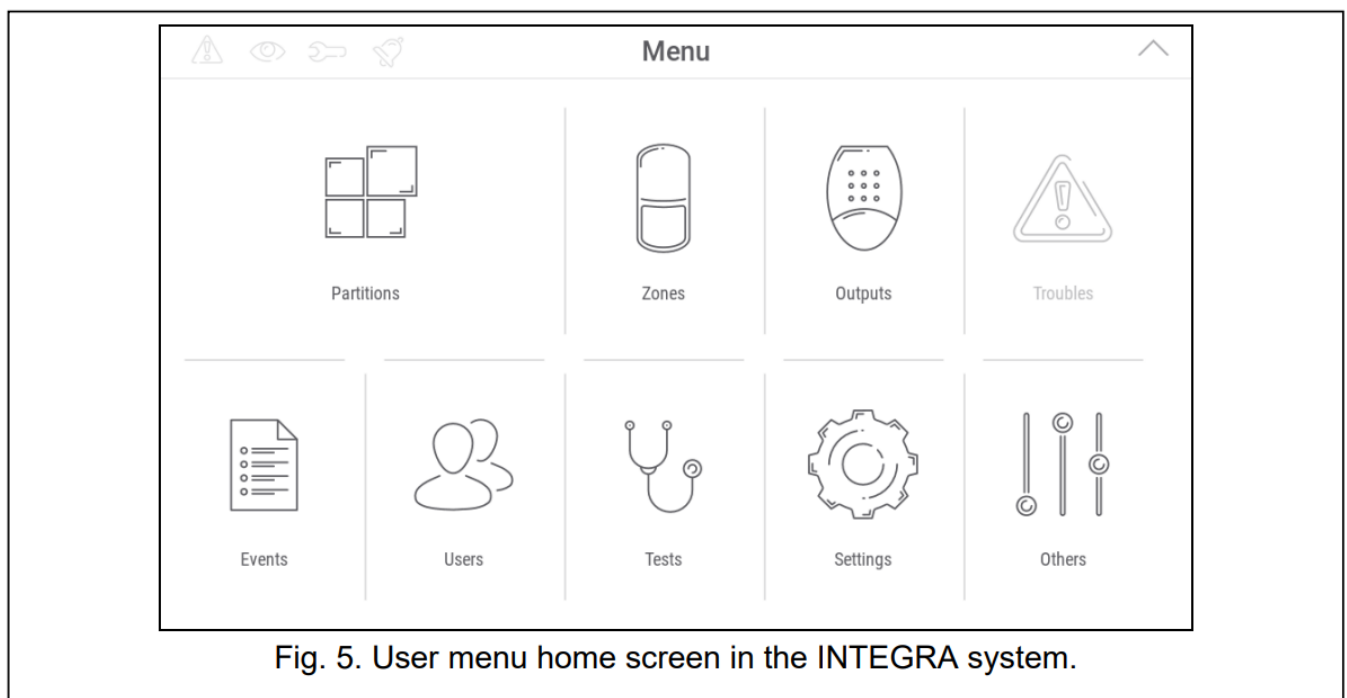 Menu
Partitions
Zones
Outputs
Troubles
Events
Users
Tests
Settings
Others
Fig. 5. User menu home screen in the INTEGRA system.